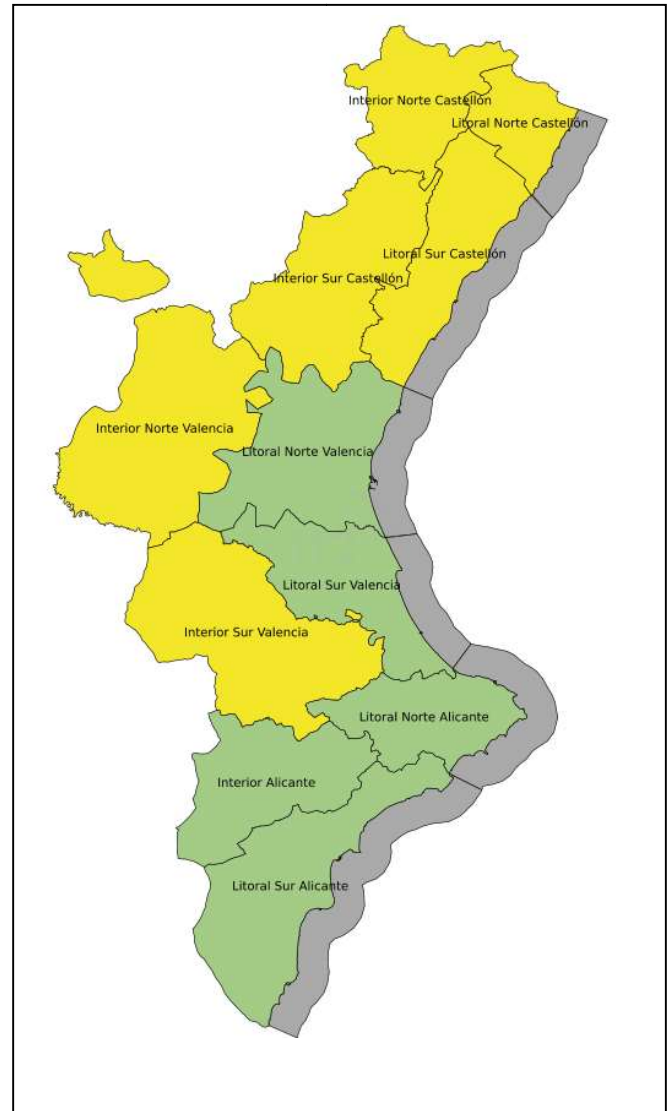 Interior Norte Castellón
Litoral Norte Castellón
Litoral Sur Castellón
Interior Sur Castellón
Interior Norte Valencia
Litoral Norte Valencia
Litoral Sur Valencia
Interior Sur Valencia
Litoral Norte Alicante
Interior Alicante
Litoral Sur Alicante